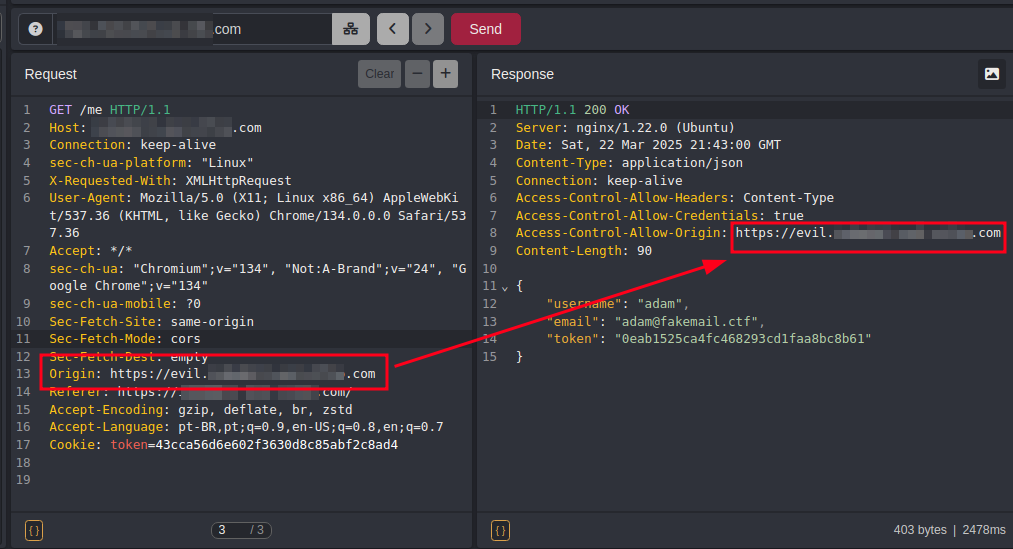 .com
Send
Request
Clear
Response
1 GET /me HTTP/1.1
2 Host: .com
3 Connection: keep-alive
4 sec-ch-ua-platform: "Linux"
5 X-Requested-With: XMLHttpRequest
6 User-Agent: Mozilla/5.0 (X11; Linux x86_64) AppleWebKi
t/537.36 (KHTML, like Gecko) Chrome/134.0.0.0 Safari/53
7.36
7 Accept: */*
8 sec-ch-ua: "Chromium";v="134", "Not:A-Brand";v="24", "G
oogle Chrome";v="134"
9 sec-ch-ua-mobile: ?0
10 Sec-Fetch-Site: same-origin
11 Sec-Fetch-Mode: cors
12 Sec-Fetch-Dest: empty
13 Origin: https://evil. .com
14 Referer: https:// .com/
15 Accept-Encoding: gzip, deflate, br, zstd
16 Accept-Language: pt-BR,pt;q=0.9,en-US;q=0.8,en;q=0.7
17 Cookie: token=43cca56d6e602f3630d8c85abf2c8ad4
18
19
3 / 3
1 HTTP/1.1 200 OK
2 Server: nginx/1.22.0 (Ubuntu)
3 Date: Sat, 22 Mar 2025 21:43:00 GMT
4 Content-Type: application/json
5 Connection: keep-alive
6 Access-Control-Allow-Headers: Content-Type
7 Access-Control-Allow-Credentials: true
8 Access-Control-Allow-Origin: https://evil. .com
9 Content-Length: 90
10
11 {
12 "username": "adam",
13 "email": "adam@fakemail.ctf",
14 "token": "0eab1525ca4fc468293cd1faa8bc8b61"
15 }
403 bytes | 2478ms